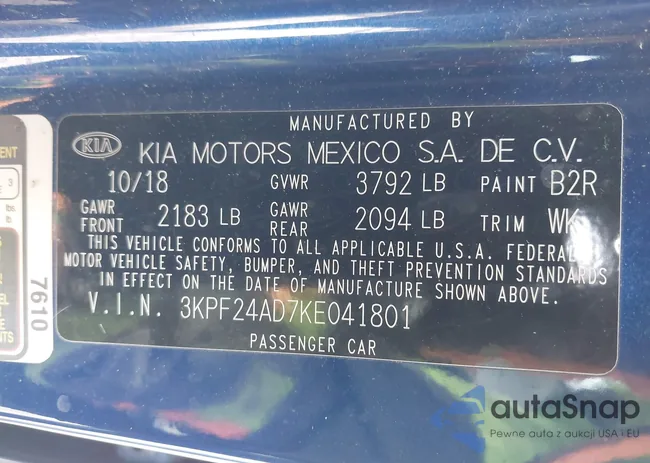 MANUFACTURED BY
KIA KIA MOTORS MEXICO S.A. DE C.V.
10/18 GVWR 3792 LB PAINT B2R
GAWR FRONT 2183 LB GAWR REAR 2094 LB TRIM WK
THIS VEHICLE CONFORMS TO ALL APPLICABLE U.S.A. FEDERAL
MOTOR VEHICLE SAFETY, BUMPER, AND THEFT PREVENTION STANDARDS
IN EFFECT ON THE DATE OF MANUFACTURE SHOWN ABOVE.
V.I.N. 3KPF24AD7KE041801
PASSENGER CAR
7610
autaSnap
Pewne auta z aukcji USA i EU